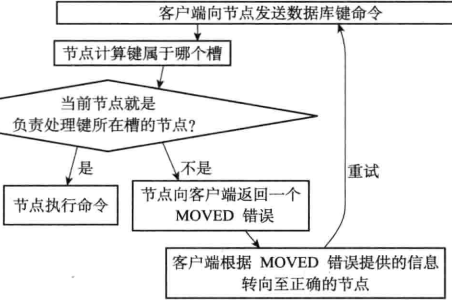 客户端向节点发送数据库键命令
节点计算键属于哪个槽
当前节点就是
负责处理键所在槽的节点?
是
不是
重试
节点执行命令
节点向客户端返回一个
MOVED 错误
客户端根据 MOVED 错误提供的信息
转向至正确的节点